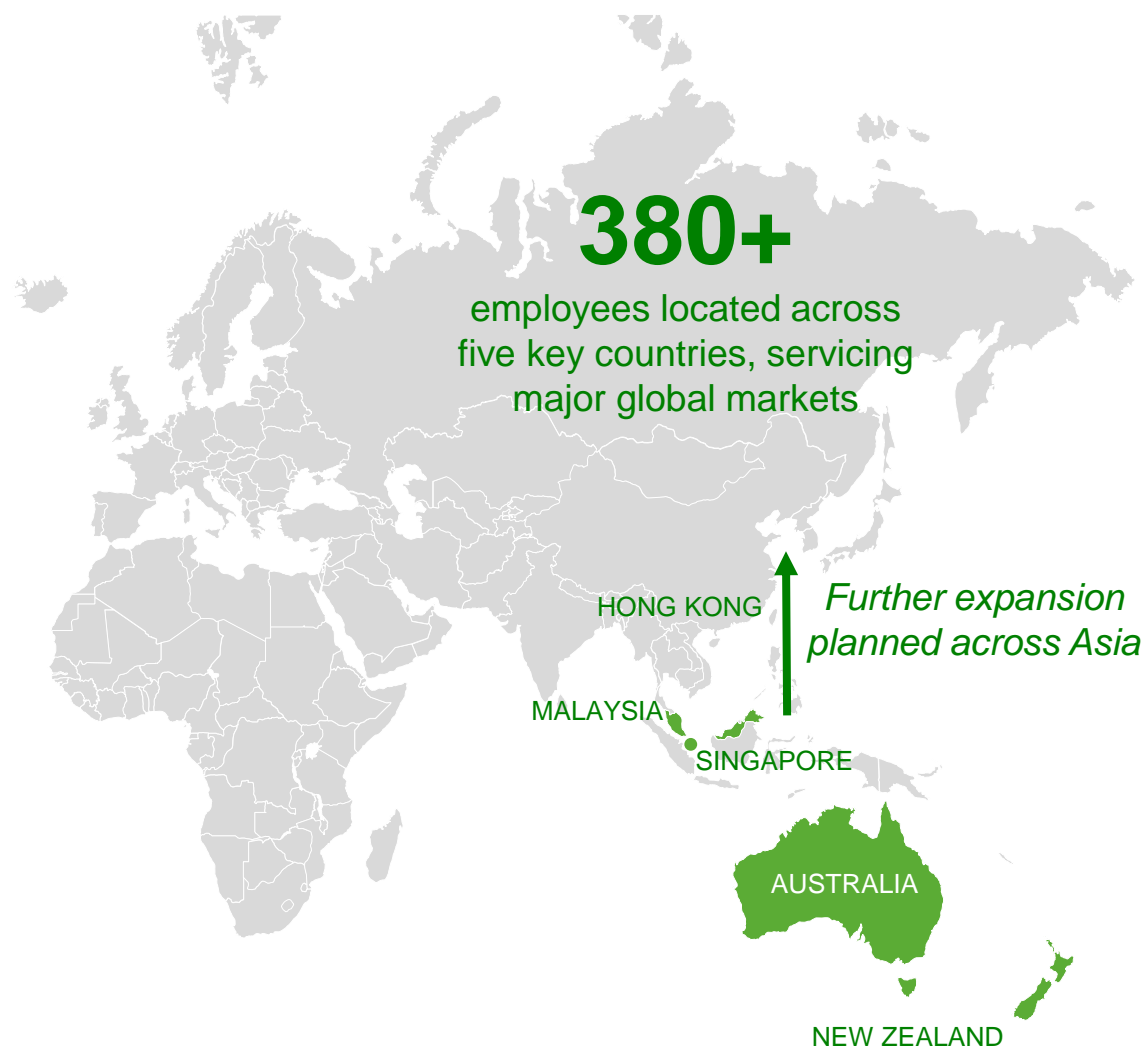 380+
employees located across
five key countries, servicing
major global markets
HONG KONG
Further expansion
planned across Asia
MALAYSIA
SINGAPORE
AUSTRALIA
NEW ZEALAND